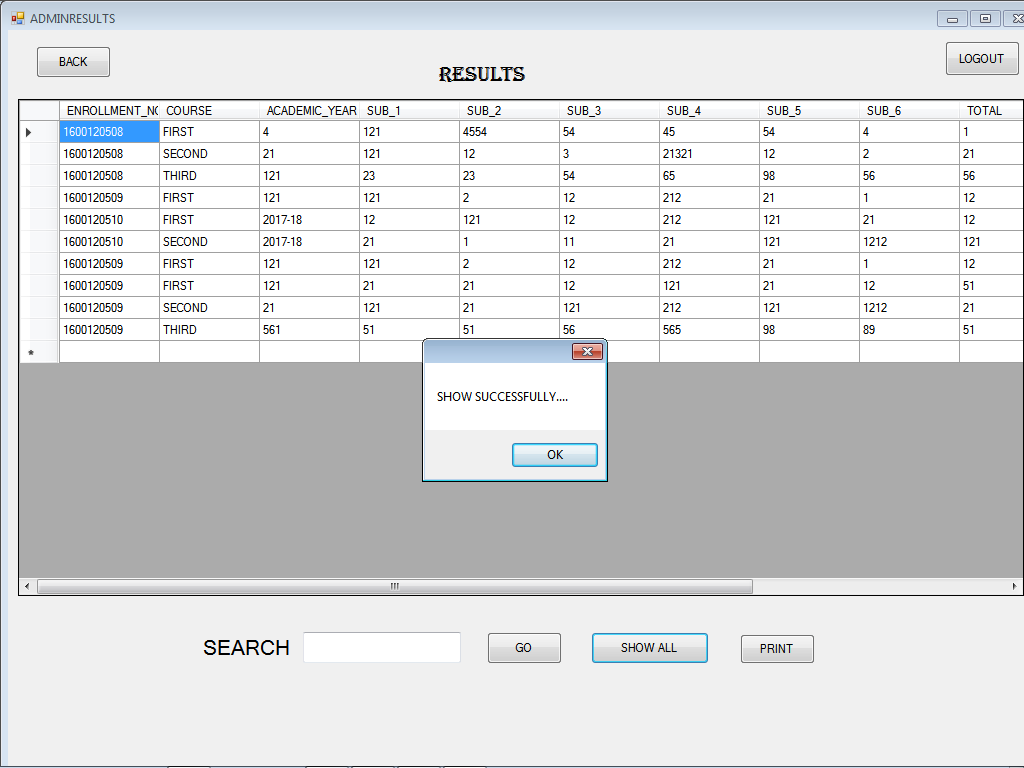 ADMINRESULTS
BACK
LOGOUT
RESULTS
ENROLLMENT_NO COURSE ACADEMIC_YEAR SUB_1 SUB_2 SUB_3 SUB_4 SUB_5 SUB_6 TOTAL
1600120508 FIRST 4 121 4554 54 45 54 4 1
1600120508 SECOND 21 121 12 3 21321 12 2 21
1600120508 THIRD 121 23 23 54 65 98 56 56
1600120509 FIRST 121 121 2 12 212 21 1 12
1600120510 FIRST 2017-18 12 121 12 212 121 21 12
1600120510 SECOND 2017-18 21 1 11 21 121 1212 121
1600120509 FIRST 121 121 2 12 212 21 1 12
1600120509 FIRST 121 21 21 12 121 21 12 51
1600120509 SECOND 21 121 21 121 212 121 1212 21
1600120509 THIRD 561 51 51 56 565 98 89 51
SHOW SUCCESSFULLY....
OK
SEARCH GO SHOW ALL PRINT